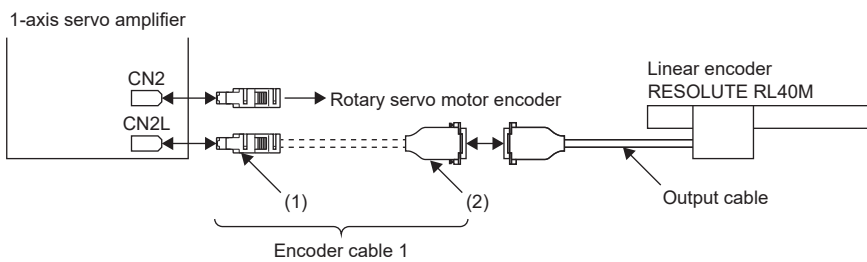 1-axis servo amplifier
CN2
Rotary servo motor encoder
CN2L
Linear encoder
RESOLUTE RL40M
(1)
(2)
Output cable
Encoder cable 1